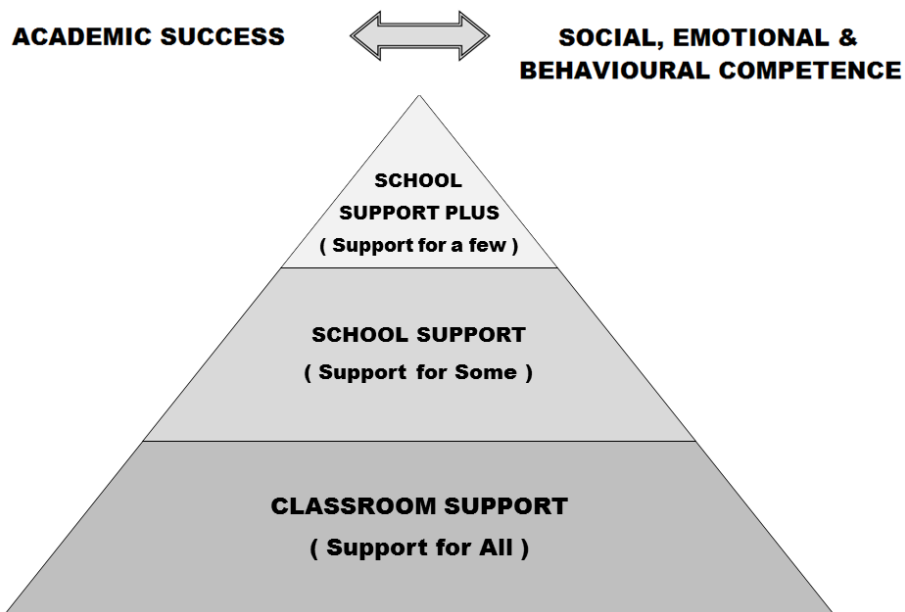 ACADEMIC SUCCESS
SOCIAL, EMOTIONAL &
BEHAVIOURAL COMPETENCE
SCHOOL
SUPPORT PLUS
( Support for a few )
SCHOOL SUPPORT
( Support for Some )
CLASSROOM SUPPORT
( Support for All )